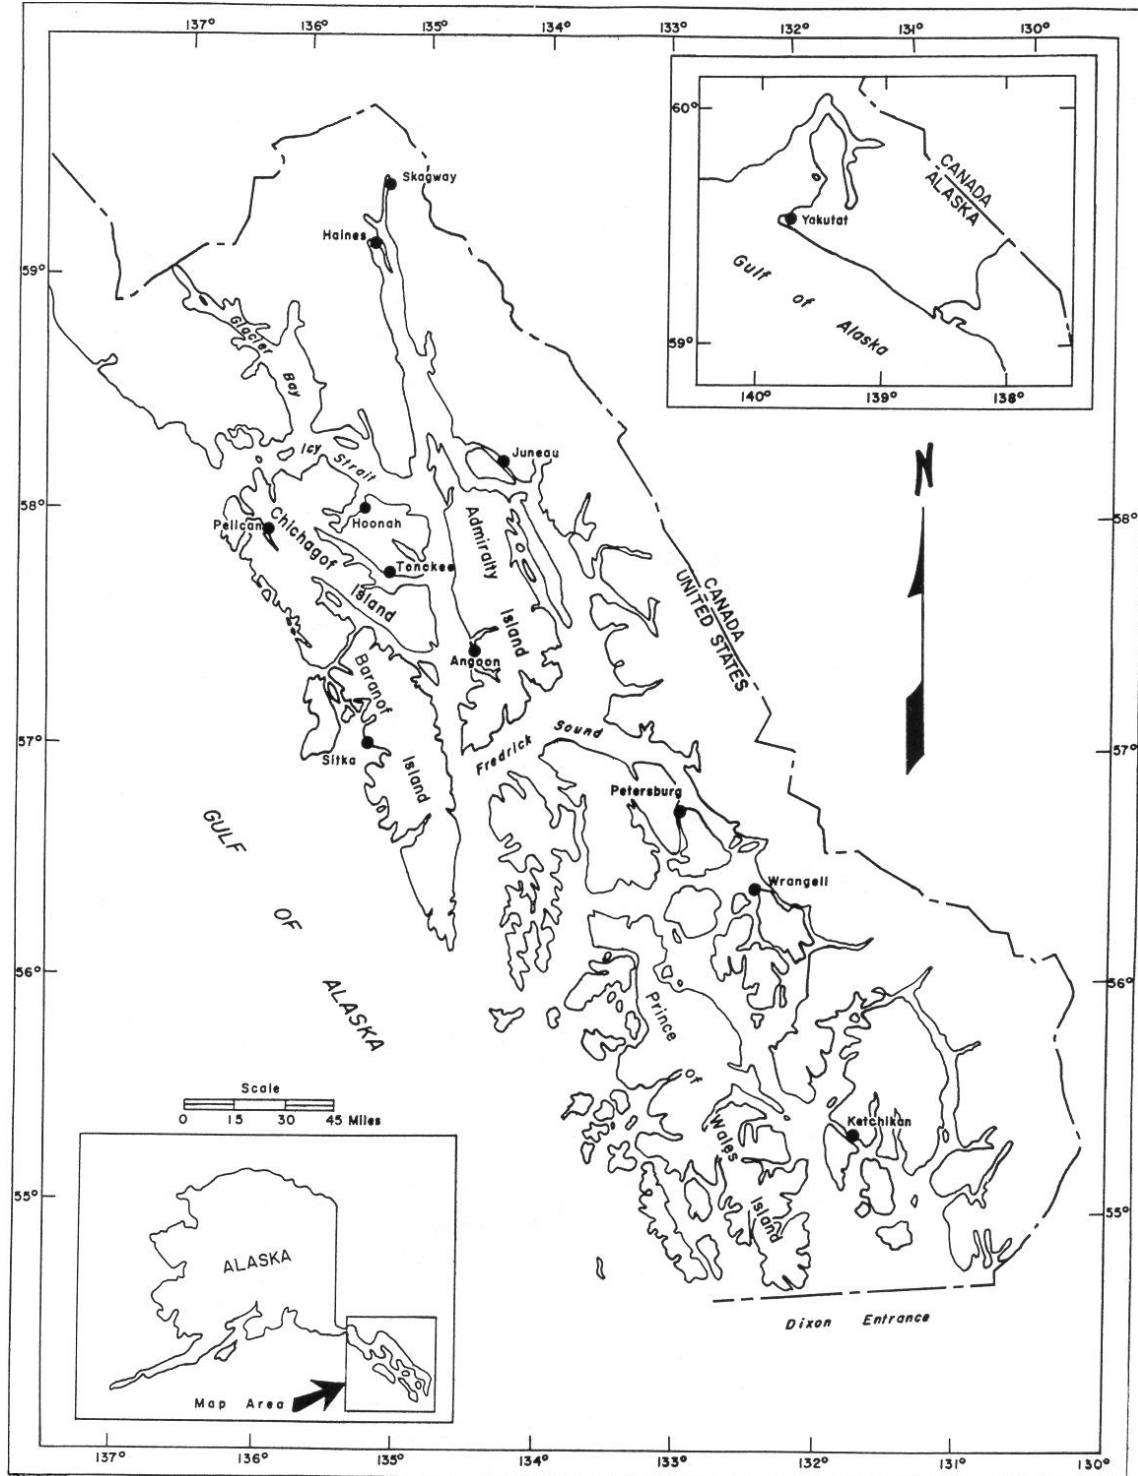 137° 136° 135° 134° 133° 132° 131° 130°
60°
CANADA
ALASKA
Skagway
Yakutat
Haines
59°
Gulf of Alaska
59°
Glacier Bay
140° 139° 138°
Icy Strait
Juneau
N
58°
58°
Pelican
Chichagof Island
Hoonah
Admiralty Island
Tenakee
CANADA
UNITED STATES
Angoon
Baranof Island
57°
57°
Sitka
Fredrick Sound
Petersburg
GULF OF ALASKA
Wrangell
56°
56°
Prince of Wales Island
Scale
0 15 30 45 Miles
Ketchikan
55°
55°
ALASKA
Map Area
Dixon Entrance
137° 136° 135° 134° 133° 132° 131° 130°